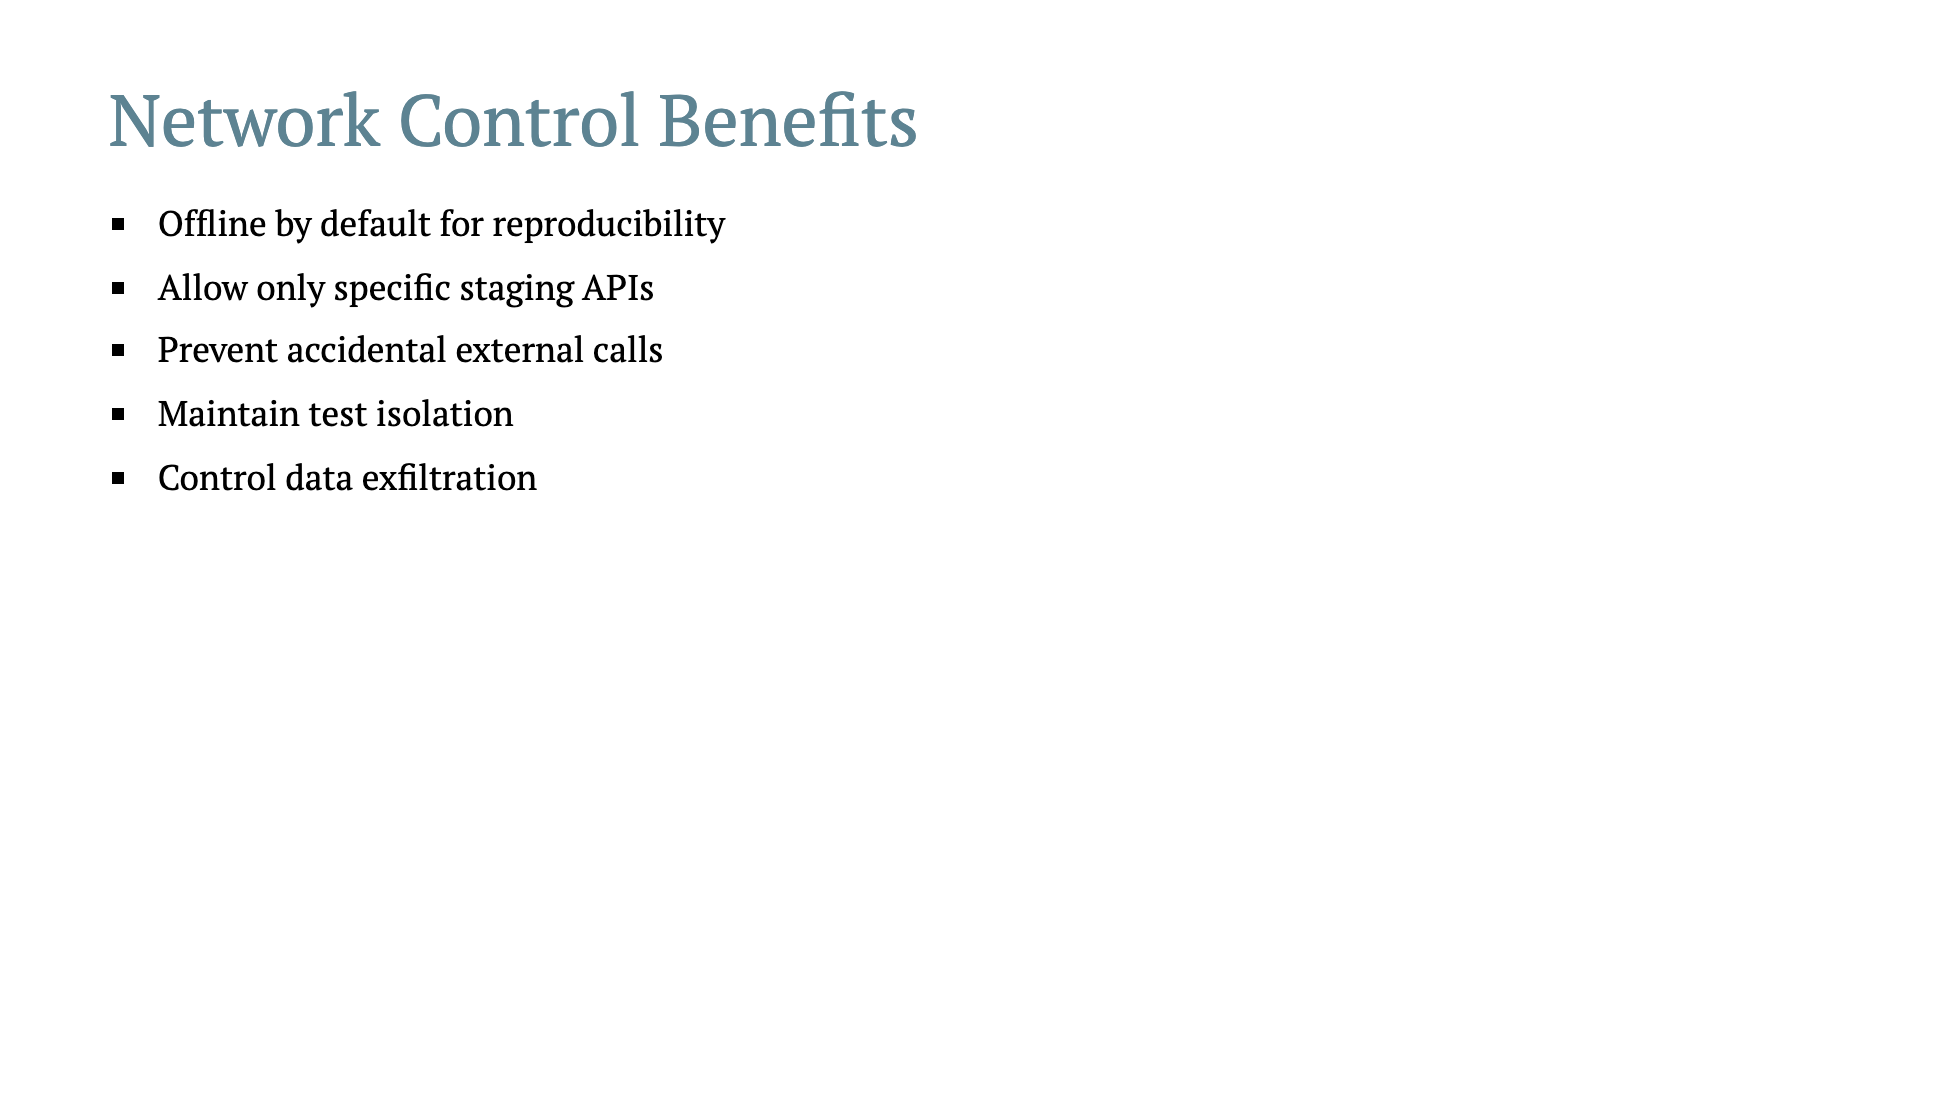 Network Control Benefits
▪ Offline by default for reproducibility
▪ Allow only specific staging APIs
▪ Prevent accidental external calls
▪ Maintain test isolation
▪ Control data exfiltration